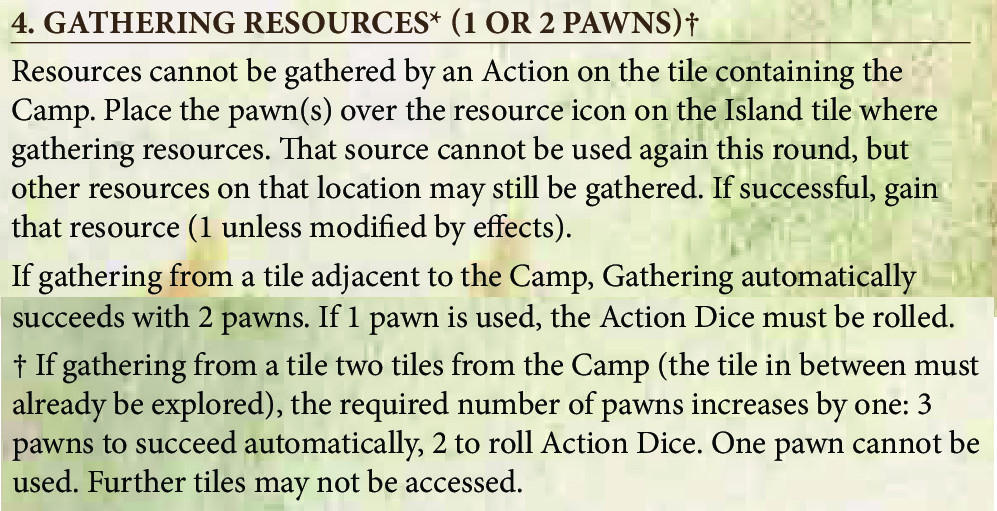 4. GATHERING RESOURCES* (1 OR 2 PAWNS)†
Resources cannot be gathered by an Action on the tile containing the
Camp. Place the pawn(s) over the resource icon on the Island tile where
gathering resources. That source cannot be used again this round, but
other resources on that location may still be gathered. If successful, gain
that resource (1 unless modified by effects).
If gathering from a tile adjacent to the Camp, Gathering automatically
succeeds with 2 pawns. If 1 pawn is used, the Action Dice must be rolled.
† If gathering from a tile two tiles from the Camp (the tile in between must
already be explored), the required number of pawns increases by one: 3
pawns to succeed automatically, 2 to roll Action Dice. One pawn cannot be
used. Further tiles may not be accessed.